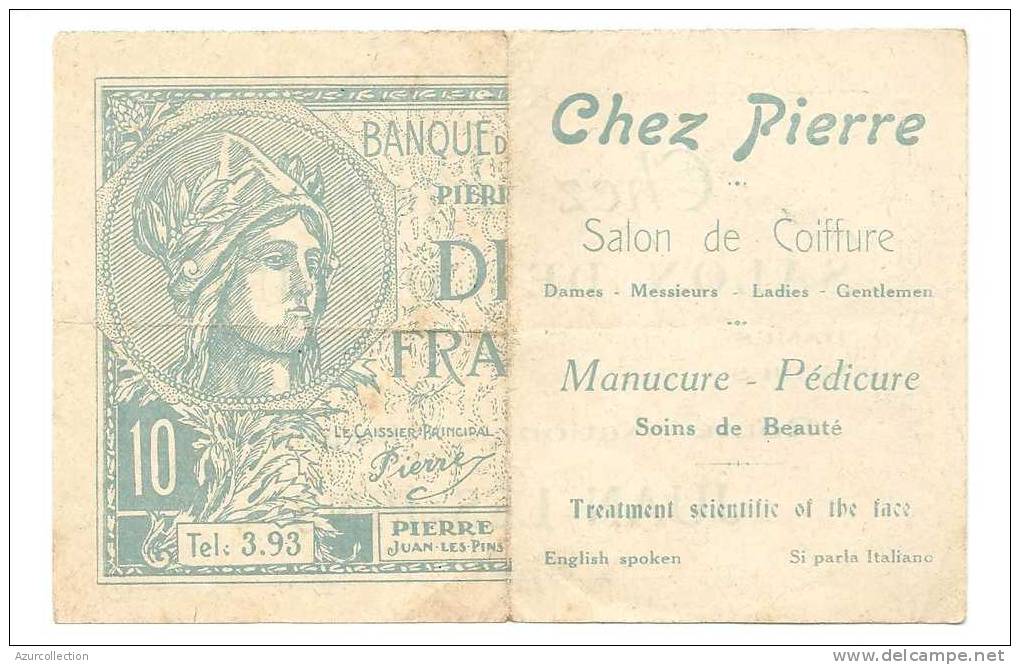 BANQUE D
PIERR
DI
FRA
LE CAISSIER PRINCIPAL
Pierre
10
Tel: 3.93
PIERRE
JUAN-LES-PINS
Chez Pierre
Salon de Coiffure
Dames - Messieurs - Ladies - Gentlemen
Manucure - Pédicure
Soins de Beauté
Treatment scientific of the face
English spoken Si parla Italiano
Azurcollection
www.delcampe.net